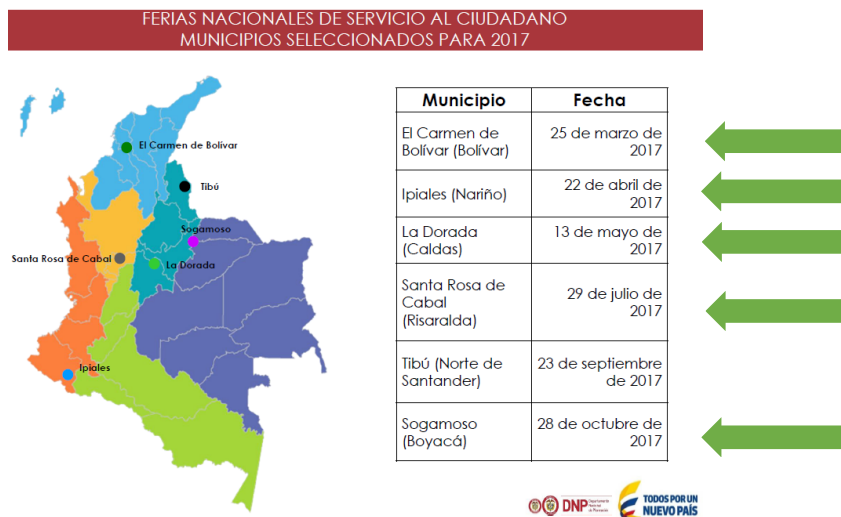 FERIAS NACIONALES DE SERVICIO AL CIUDADANO
MUNICIPIOS SELECCIONADOS PARA 2017
El Carmen de Bolívar
Tibú
Sogamoso
Santa Rosa de Cabal
La Dorada
Ipiales
Municipio Fecha
El Carmen de 25 de marzo de
Bolívar (Bolívar) 2017
Ipiales (Nariño) 22 de abril de
2017
La Dorada 13 de mayo de
(Caldas) 2017
Santa Rosa de
Cabal 29 de julio de
(Risaralda) 2017
Tibú (Norte de 23 de septiembre
Santander) de 2017
Sogamoso 28 de octubre de
(Boyacá) 2017
DNP Departamento
Nacional
de Planeación
TODOS POR UN
NUEVO PAÍS